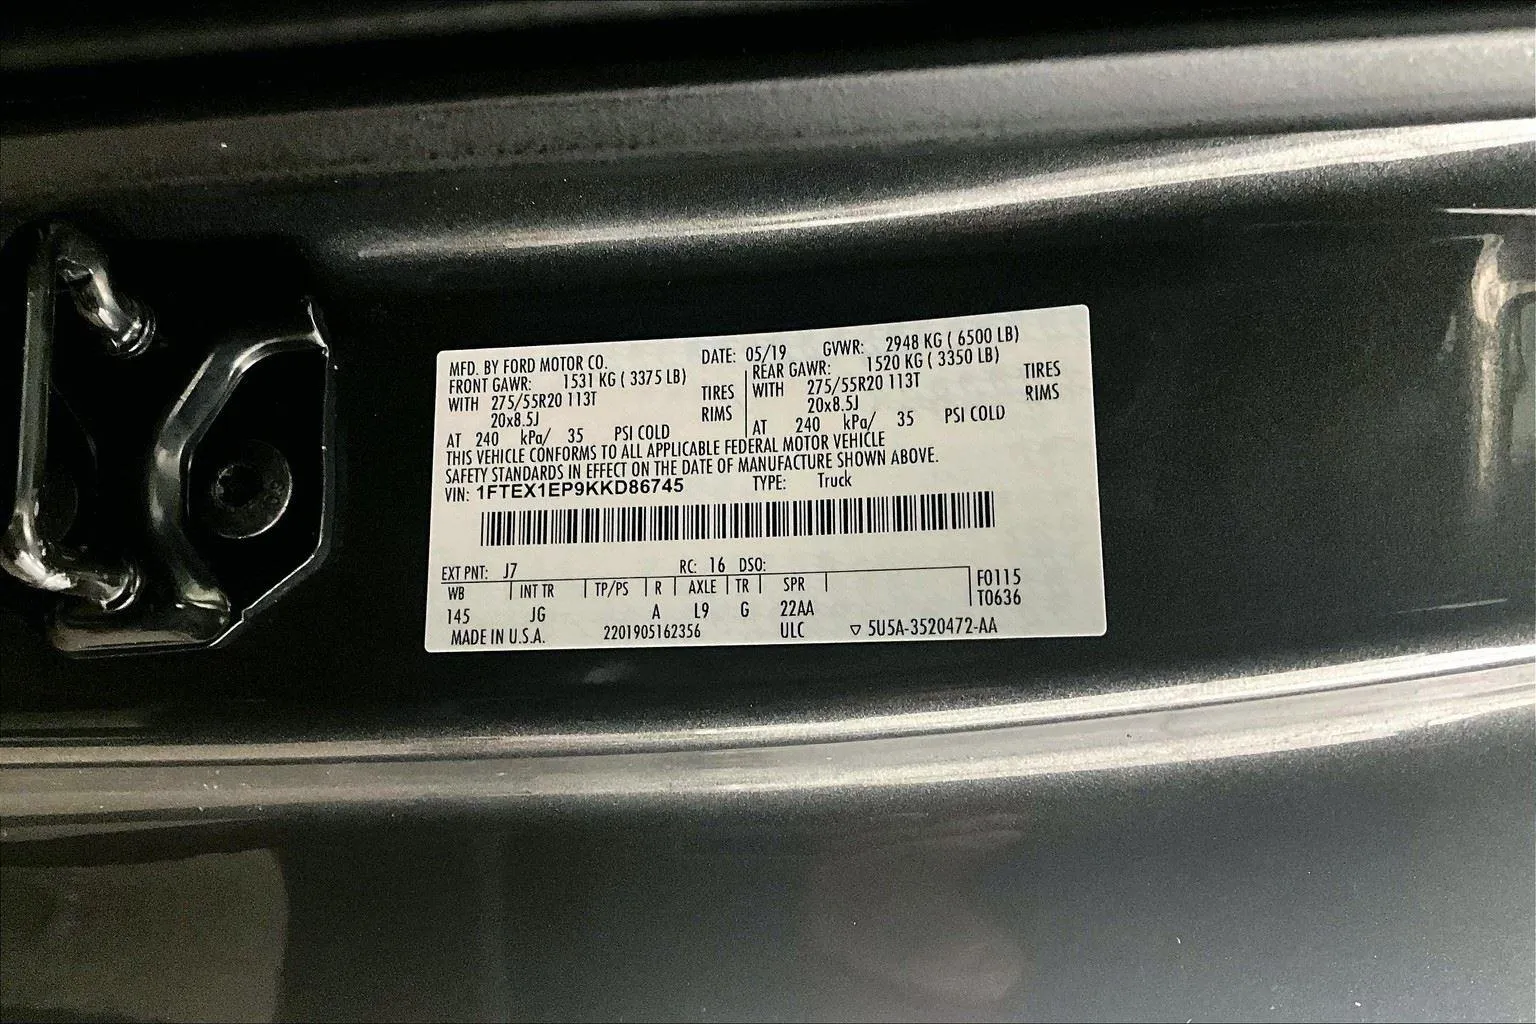 MFD. BY FORD MOTOR CO. DATE: 05/19 GVWR: 2948 KG ( 6500 LB)
FRONT GAWR: 1531 KG ( 3375 LB) REAR GAWR: 1520 KG ( 3350 LB)
WITH 275/55R20 113T TIRES WITH 275/55R20 113T TIRES
20x8.5J RIMS 20x8.5J RIMS
AT 240 kPa/ 35 PSI COLD AT 240 kPa/ 35 PSI COLD
THIS VEHICLE CONFORMS TO ALL APPLICABLE FEDERAL MOTOR VEHICLE
SAFETY STANDARDS IN EFFECT ON THE DATE OF MANUFACTURE SHOWN ABOVE.
VIN: 1FTEX1EP9KKD86745 TYPE: Truck
EXT PNT: J7 RC: 16 DSO:
WB INT TR TP/PS R AXLE TR SPR F0115
145 JG A L9 G 22AA T0636
MADE IN U.S.A. 2201905162356 ULC ▽ 5U5A-3520472-AA